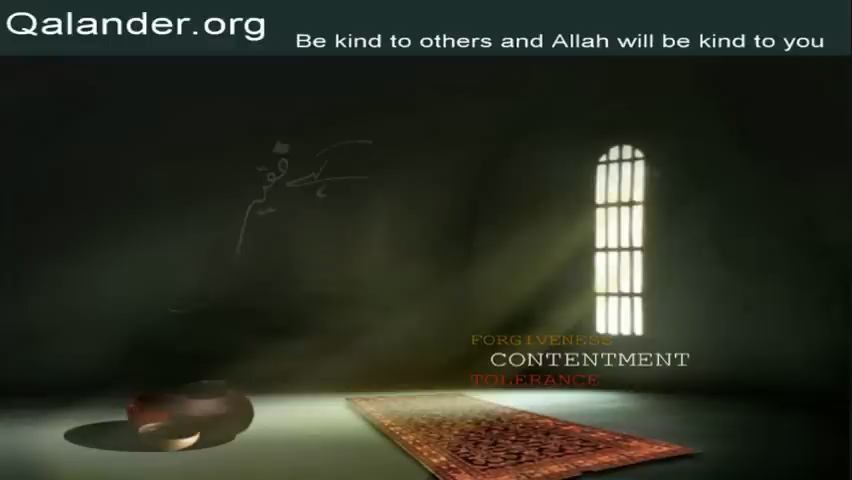 Qalander.org
Be kind to others and Allah will be kind to you
FORGIVENESS
CONTENTMENT
TOLERANCE